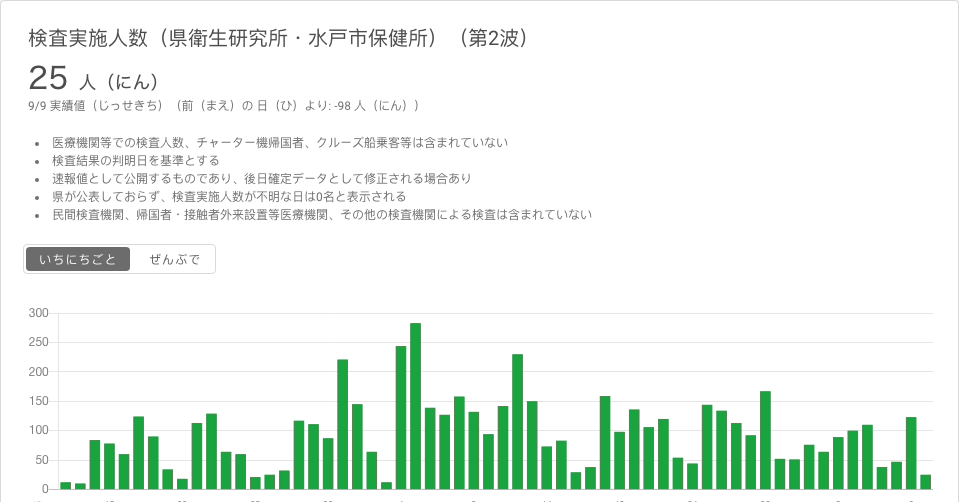 検査実施人数（県衛生研究所・水戸市保健所）（第2波）
25 人（にん）
9/9 実績値（じっせきち）（前（まえ）の 日（ひ）より: -98 人（にん））
• 医療機関等での検査人数、チャーター機帰国者、クルーズ船乗客等は含まれていない
• 検査結果の判明日を基準とする
• 速報値として公開するものであり、後日確定データとして修正される場合あり
• 県が公表しておらず、検査実施人数が不明な日は0名と表示される
• 民間検査機関、帰国者・接触者外来設置等医療機関、その他の検査機関による検査は含まれていない
いちにちごと ぜんぶで
300
250
200
150
100
50
0